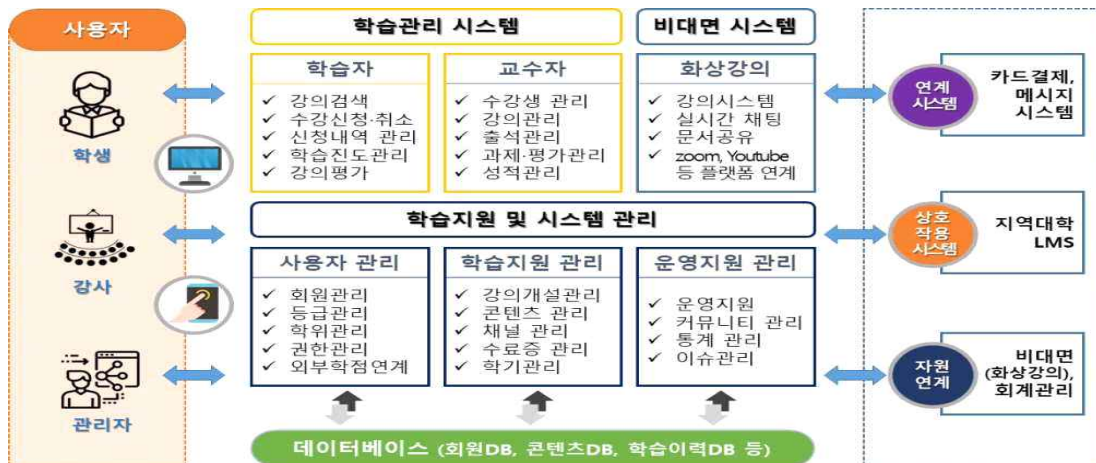 사용자
학생
강사
관리자
학습관리 시스템
비대면 시스템
학습자
✓ 강의검색
✓ 수강신청·취소
✓ 신청내역 관리
✓ 학습진도관리
✓ 강의평가
교수자
✓ 수강생 관리
✓ 강의관리
✓ 출석관리
✓ 과제·평가관리
✓ 성적관리
화상강의
✓ 강의시스템
✓ 실시간 채팅
✓ 문서공유
✓ zoom, Youtube
등 플랫폼 연계
학습지원 및 시스템 관리
사용자 관리
✓ 회원관리
✓ 등급관리
✓ 학위관리
✓ 권한관리
✓ 외부학점연계
학습지원 관리
✓ 강의개설관리
✓ 콘텐츠 관리
✓ 채널 관리
✓ 수료증 관리
✓ 학기관리
운영지원 관리
✓ 운영지원
✓ 커뮤니티 관리
✓ 통계 관리
✓ 이슈관리
데이터베이스 (회원DB, 콘텐츠DB, 학습이력DB 등)
연계
시스템
카드결제,
메시지
시스템
상호
작용
시스템
지역대학
LMS
자원
연계
비대면
(화상강의),
회계관리